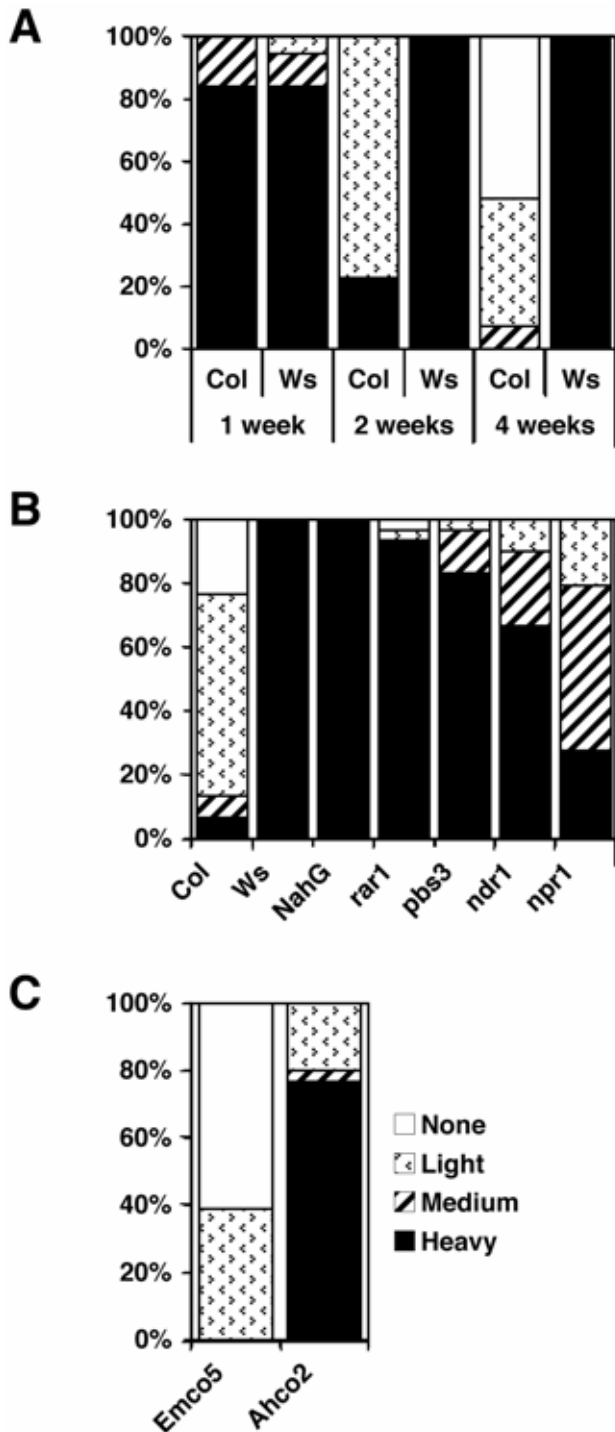 A
100%
80%
60%
40%
20%
0%
Col Ws Col Ws Col Ws
1 week 2 weeks 4 weeks
B
100%
80%
60%
40%
20%
0%
Col Ws NahG rar1 pbs3 ndr1 npr1
C
100%
80%
60%
40%
20%
0%
None
Light
Medium
Heavy
Emco5 Ahco2